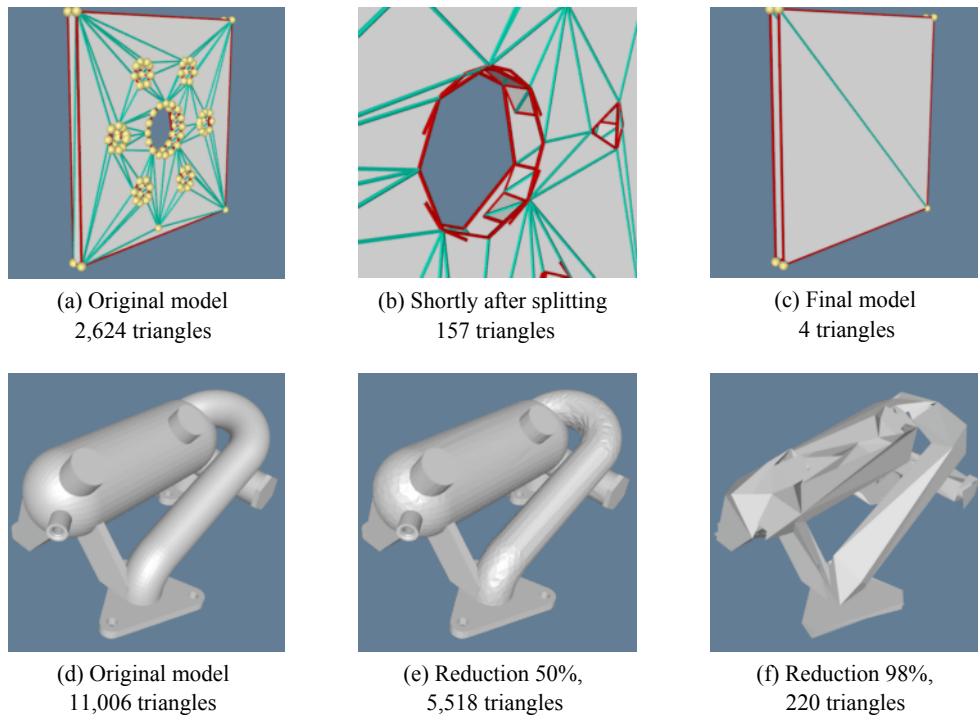 (a) Original model
2,624 triangles
(b) Shortly after splitting
157 triangles
(c) Final model
4 triangles
(d) Original model
11,006 triangles
(e) Reduction 50%,
5,518 triangles
(f) Reduction 98%,
220 triangles